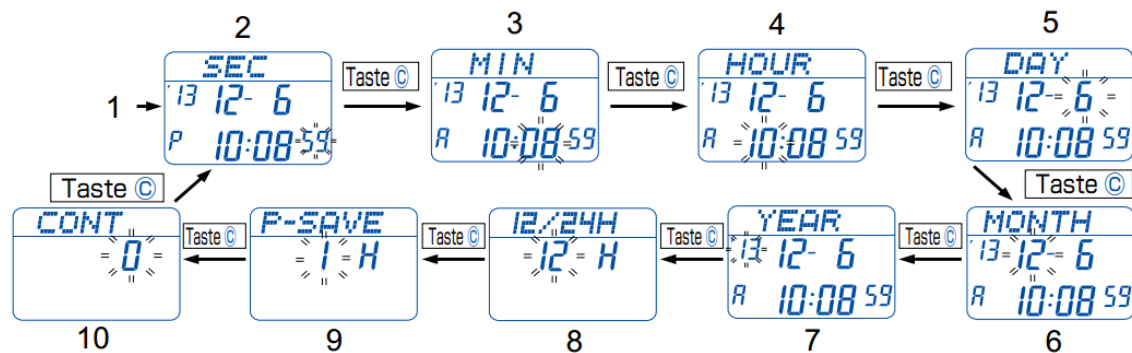 1
2
SEC
'13 12- 6
P 10:08 59
Taste Ⓒ
3
MIN
'13 12- 6
A 10:08 59
Taste Ⓒ
4
HOUR
'13 12- 6
A 10:08 59
Taste Ⓒ
5
DAY
'13 12- 6
A 10:08 59
Taste Ⓒ
MONTH
'13 12- 6
A 10:08 59
6
Taste Ⓒ
YEAR
'13 12- 6
A 10:08 59
7
Taste Ⓒ
12/24H
12 H
8
Taste Ⓒ
P-SAVE
1 H
9
Taste Ⓒ
CONT
0
10
Taste Ⓒ